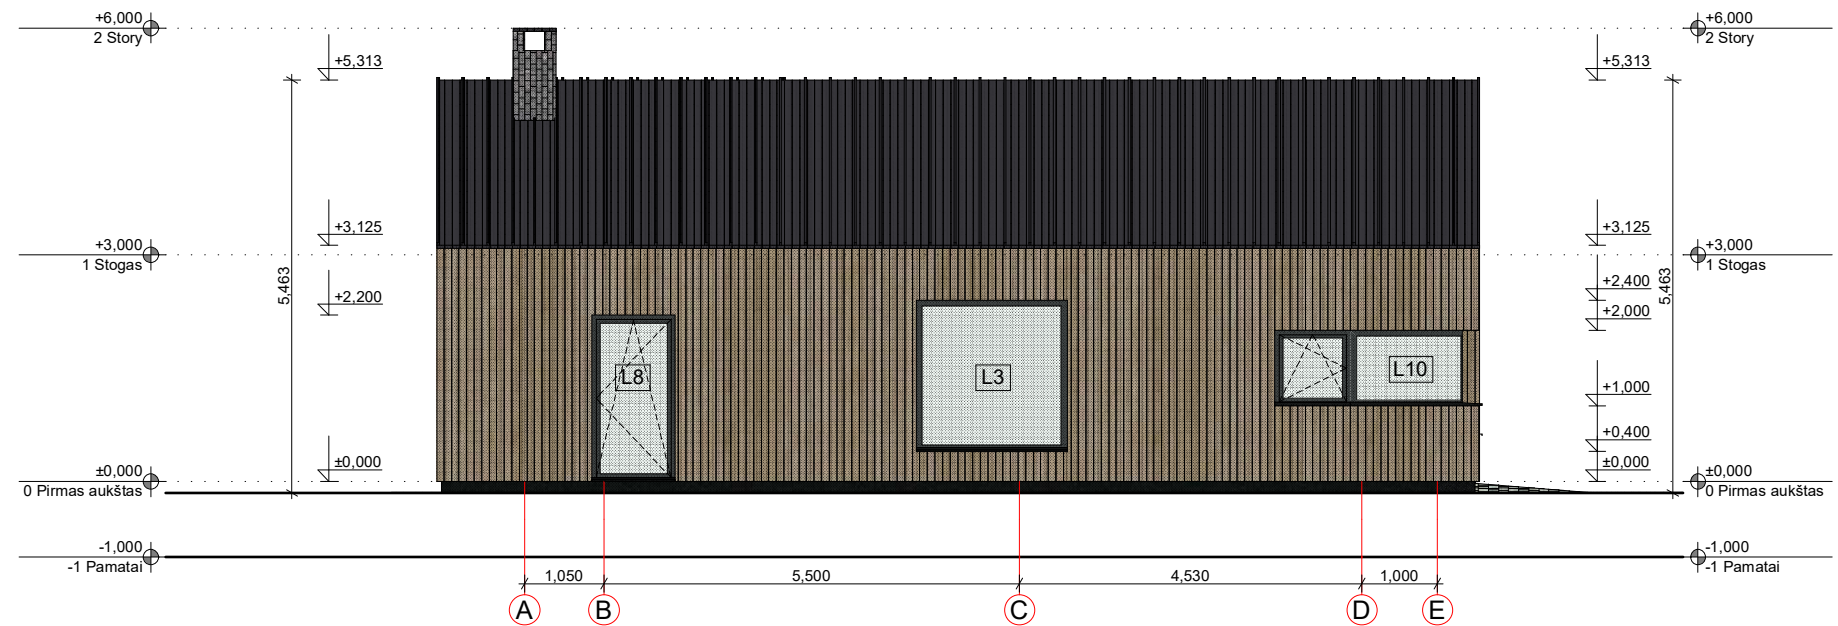 +6,000
2 Story
+5,313
+3,125
+3,000
1 Stogas
5,463
+2,200
±0,000
±0,000
0 Pirmas aukštas
-1,000
-1 Pamatai
L8
L3
L10
+6,000
2 Story
+5,313
+3,125
+3,000
1 Stogas
+2,400
5,463
+2,000
+1,000
+0,400
±0,000
±0,000
0 Pirmas aukštas
-1,000
-1 Pamatai
1,050
5,500
4,530
1,000
A
B
C
D
E